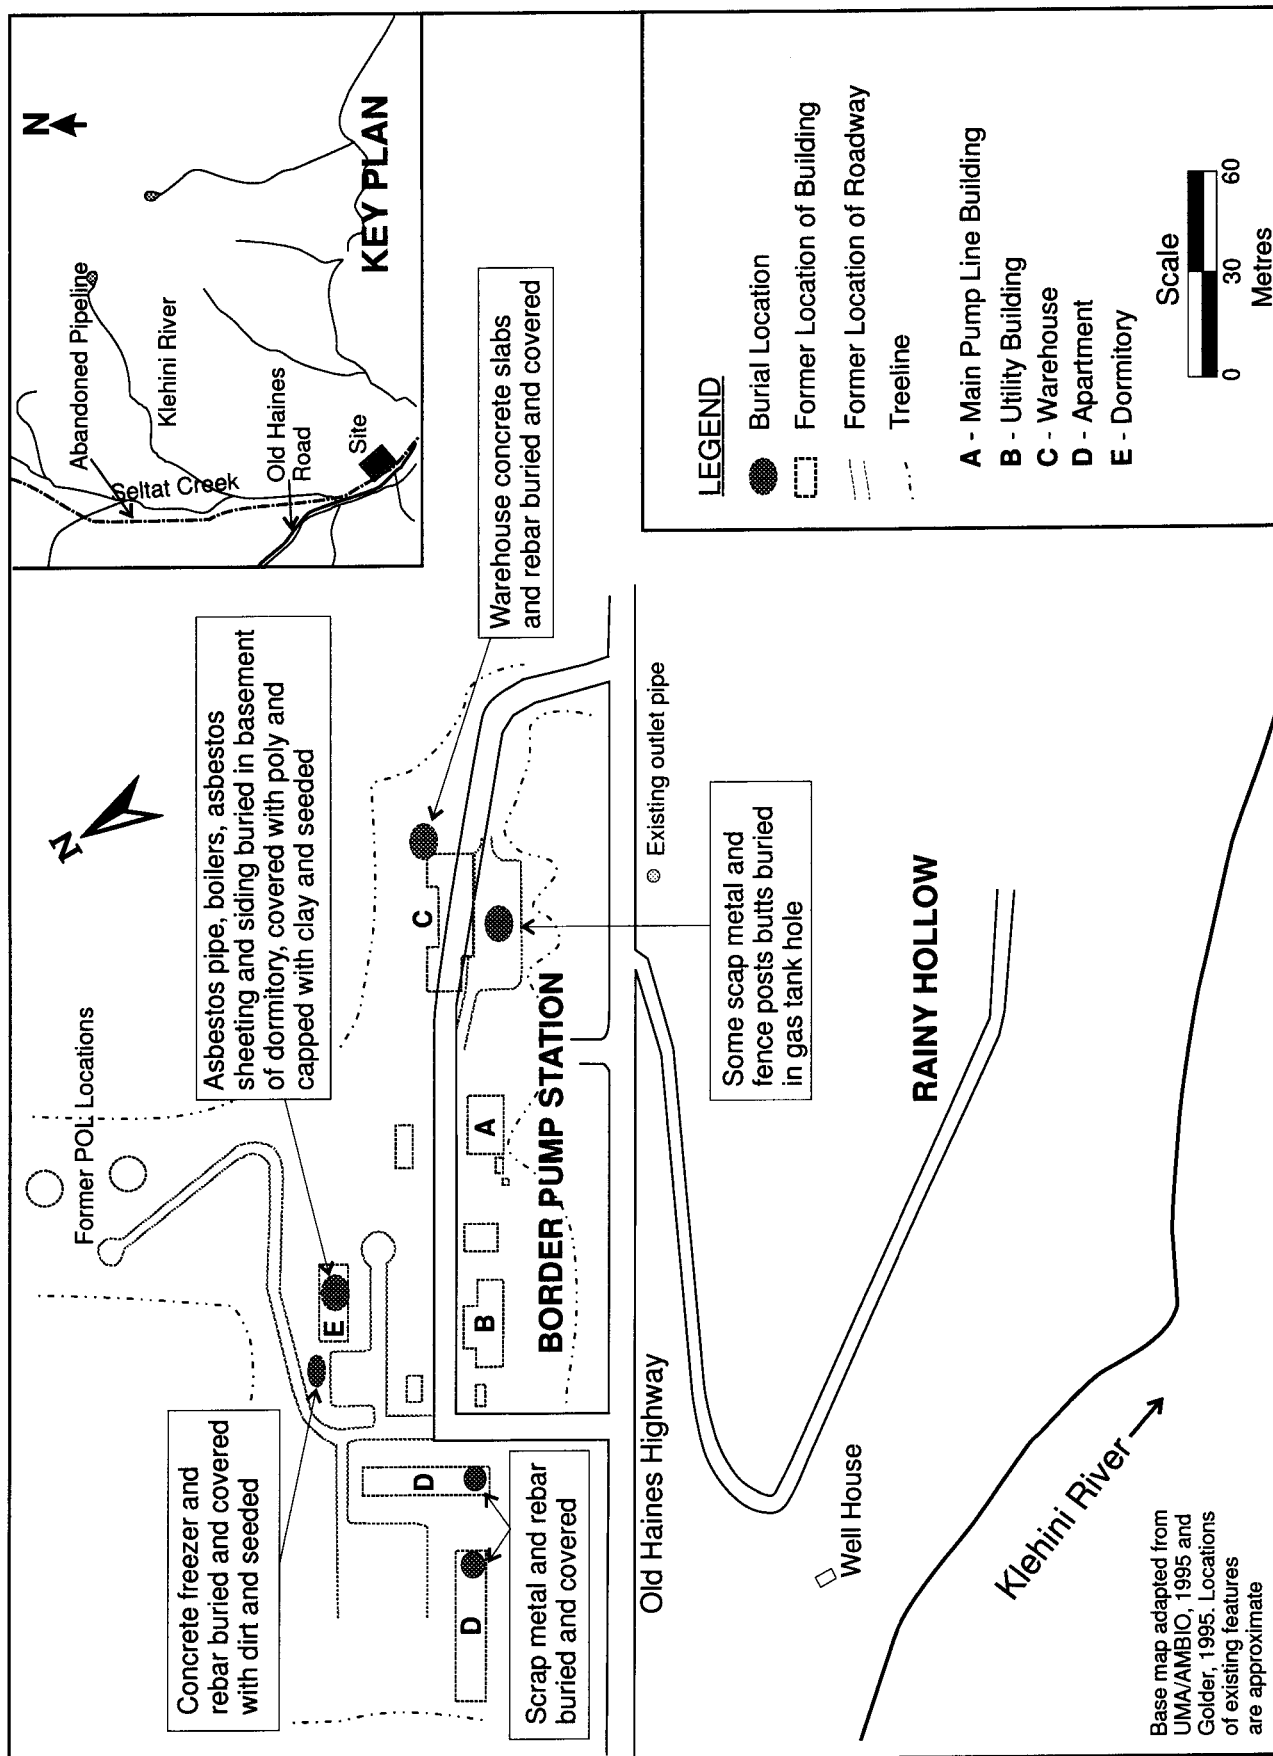 Concrete freezer and
rebar buried and covered
with dirt and seeded
Former POL Locations
Asbestos pipe, boilers, asbestos
sheeting and siding buried in basement
of dormitory, covered with poly and
capped with clay and seeded
N
Warehouse concrete slabs
and rebar buried and covered
N
Abandoned Pipeline
Seltat Creek
Klehini River
Old Haines
Road
Site
KEY PLAN
E
D
D
B
A
C
Scrap metal and rebar
buried and covered
BORDER PUMP STATION
Old Haines Highway
Existing outlet pipe
Some scap metal and
fence posts butts buried
in gas tank hole
Well House
RAINY HOLLOW
Klehini River
Base map adapted from
UMA/AMBIO, 1995 and
Golder, 1995. Locations
of existing features
are approximate
LEGEND
Burial Location
Former Location of Building
Former Location of Roadway
Treeline
A - Main Pump Line Building
B - Utility Building
C - Warehouse
D - Apartment
E - Dormitory
Scale
0 30 60
Metres